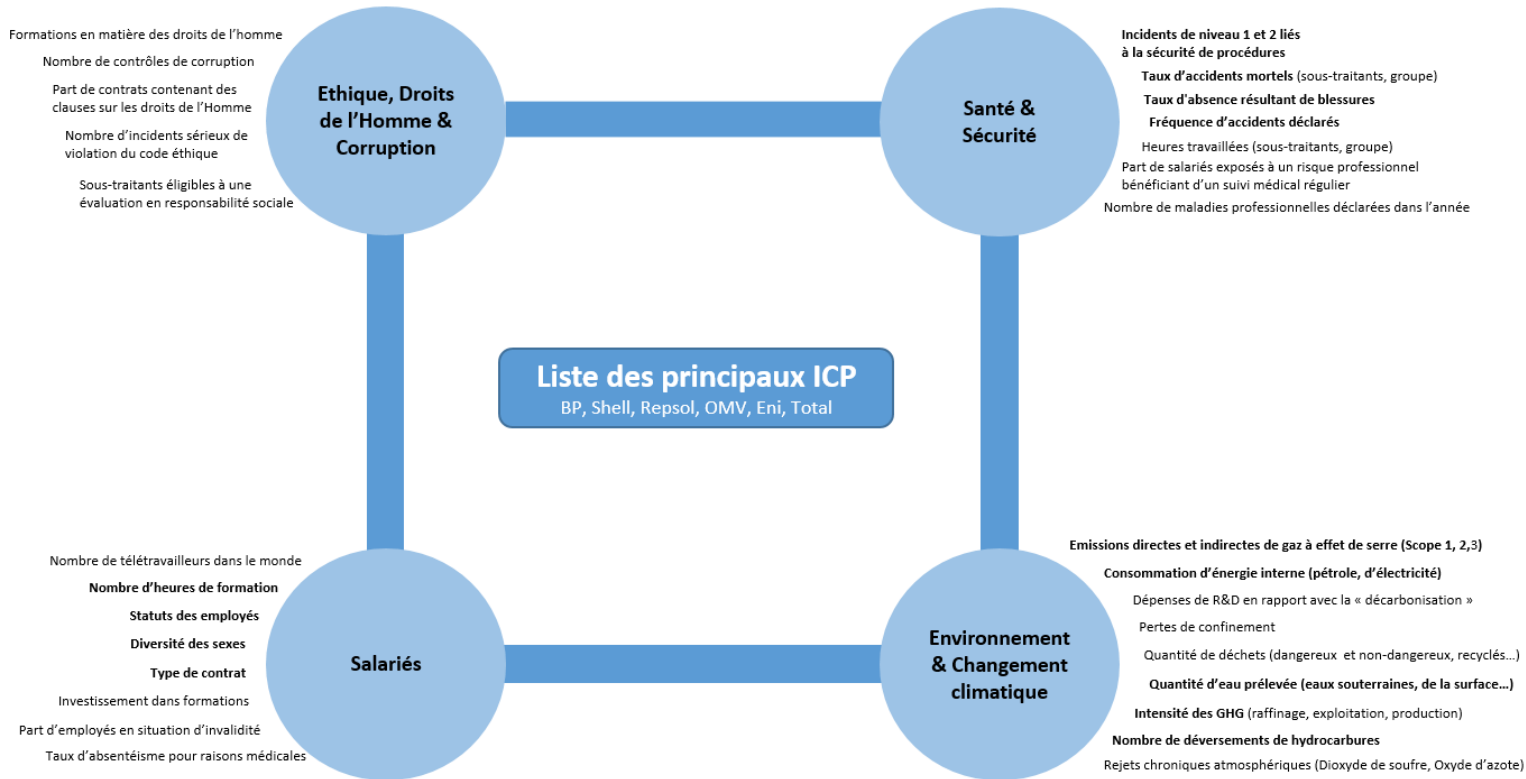 Formations en matière des droits de l’homme
Nombre de contrôles de corruption
Part de contrats contenant des
clauses sur les droits de l’Homme
Nombre d’incidents sérieux de
violation du code éthique
Sous-traitants éligibles à une
évaluation en responsabilité sociale
Ethique, Droits
de l’Homme &
Corruption
Santé &
Sécurité
Incidents de niveau 1 et 2 liés
à la sécurité de procédures
Taux d’accidents mortels (sous-traitants, groupe)
Taux d'absence résultant de blessures
Fréquence d’accidents déclarés
Heures travaillées (sous-traitants, groupe)
Part de salariés exposés à un risque professionnel
bénéficiant d’un suivi médical régulier
Nombre de maladies professionnelles déclarées dans l’année
Liste des principaux ICP
BP, Shell, Repsol, OMV, Eni, Total
Nombre de télétravailleurs dans le monde
Nombre d’heures de formation
Statuts des employés
Diversité des sexes
Type de contrat
Investissement dans formations
Part d’employés en situation d’invalidité
Taux d’absentéisme pour raisons médicales
Salariés
Environnement
& Changement
climatique
Emissions directes et indirectes de gaz à effet de serre (Scope 1, 2,3)
Consommation d’énergie interne (pétrole, d’électricité)
Dépenses de R&D en rapport avec la « décarbonisation »
Pertes de confinement
Quantité de déchets (dangereux et non-dangereux, recyclés…)
Quantité d’eau prélevée (eaux souterraines, de la surface…)
Intensité des GHG (raffinage, exploitation, production)
Nombre de déversements de hydrocarbures
Rejets chroniques atmosphériques (Dioxyde de soufre, Oxyde d’azote)